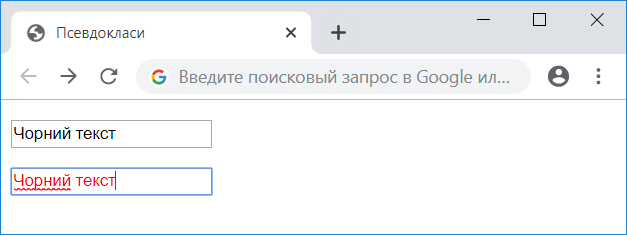 Псевдокласи
Введите поисковый запрос в Google ил...
Чорний текст
Чорний текст